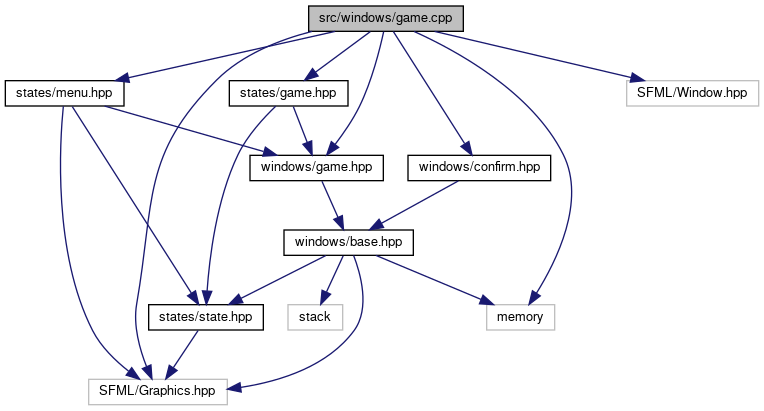 src/windows/game.cpp
states/menu.hpp
states/game.hpp
SFML/Window.hpp
windows/game.hpp
windows/confirm.hpp
windows/base.hpp
states/state.hpp
stack
memory
SFML/Graphics.hpp